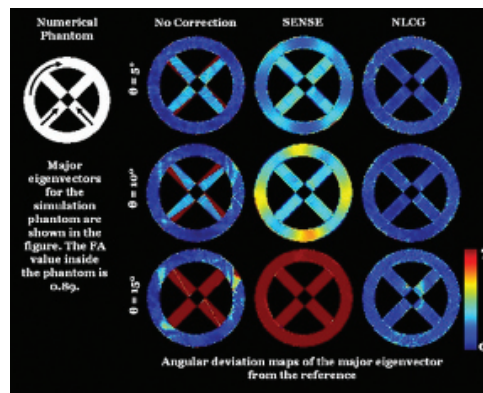 Numerical
Phantom
No Correction
SENSE
NLCG
θ = 5°
Major
eigenvectors
for the
simulation
phantom are
shown in the
figure. The FA
value inside
the phantom is
0.89.
θ = 10°
θ = 15°
Angular deviation maps of the major eigenvector
from the reference